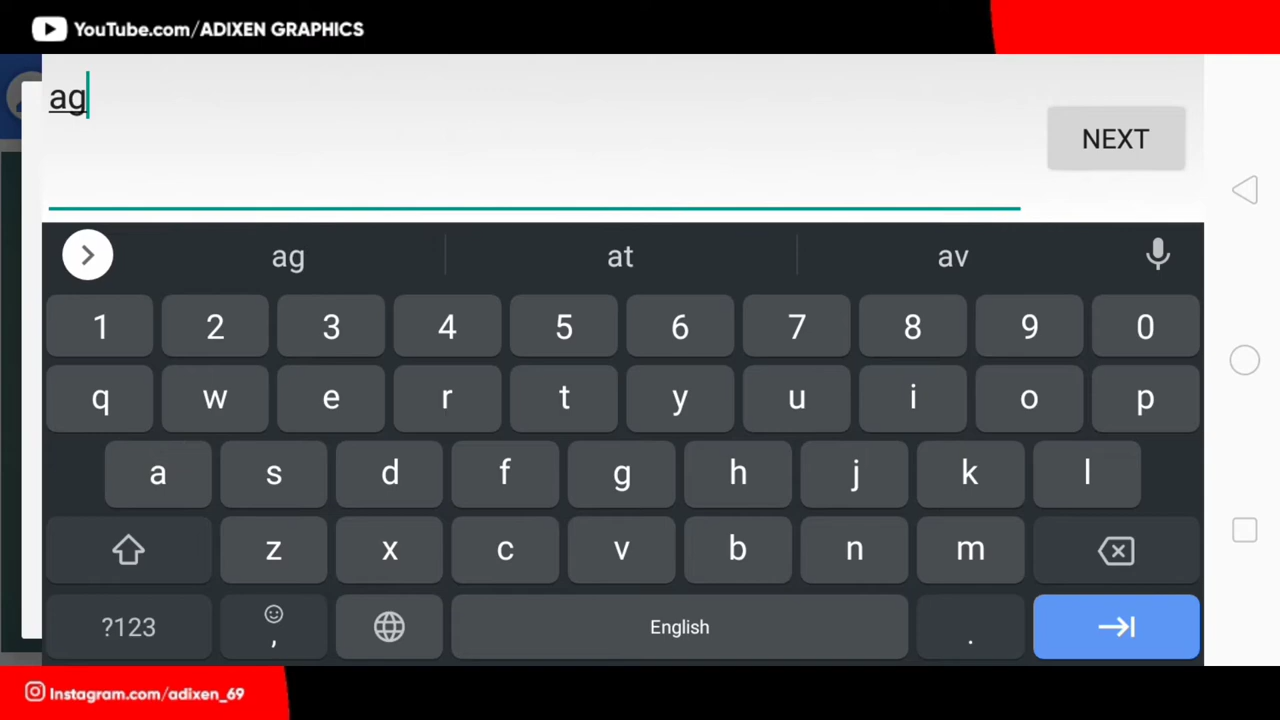 YouTube.com/ADIXEN GRAPHICS
ag
NEXT
ag at av
1 2 3 4 5 6 7 8 9 0
q w e r t y u i o p
a s d f g h j k l
z x c v b n m
?123 , English .
Instagram.com/adixen_69